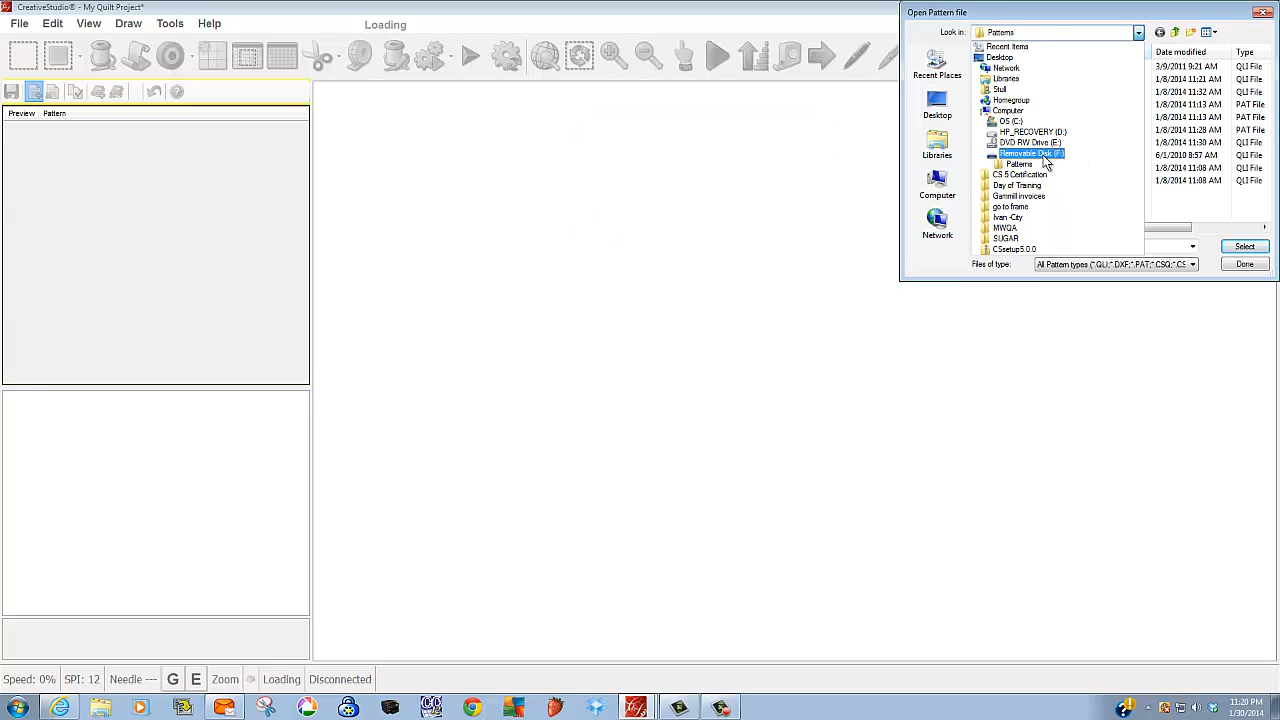 CreativeStudio® - My Quilt Project*
File Edit View Draw Tools Help Loading
Preview Pattern
Open Pattern file
Look in: Patterns
Recent Items
Desktop
Network
Libraries
Stull
Homegroup
Computer
OS (C:)
HP_RECOVERY (D:)
DVD RW Drive (E:)
Removable Disk (F:)
Patterns
CS 5 Certification
Day of Training
Gammill invoices
go to frame
Ivan -City
MWQA
SUGAR
CSsetup5.0.0
Recent Places
Desktop
Libraries
Computer
Network
Date modified Type
3/9/2011 9:21 AM QLI File
1/8/2014 11:21 AM QLI File
1/8/2014 11:32 AM QLI File
1/8/2014 11:13 AM PAT File
1/8/2014 11:13 AM PAT File
1/8/2014 11:28 AM PAT File
1/8/2014 11:30 AM QLI File
6/1/2010 8:57 AM QLI File
1/8/2014 11:08 AM QLI File
1/8/2014 11:08 AM QLI File
Select
Files of type: All Pattern types (*.QLI;*.DXF;*.PAT;*.CSQ;*.CS Done
Speed: 0% SPI: 12 Needle --- G E Zoom Loading Disconnected
11:20 PM
1/30/2014